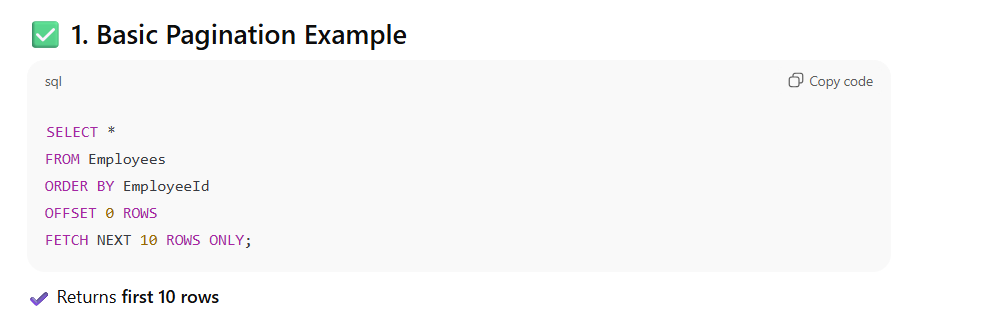 ✅ 1. Basic Pagination Example
sql
Copy code
SELECT *
FROM Employees
ORDER BY EmployeeId
OFFSET 0 ROWS
FETCH NEXT 10 ROWS ONLY;
✔ Returns first 10 rows